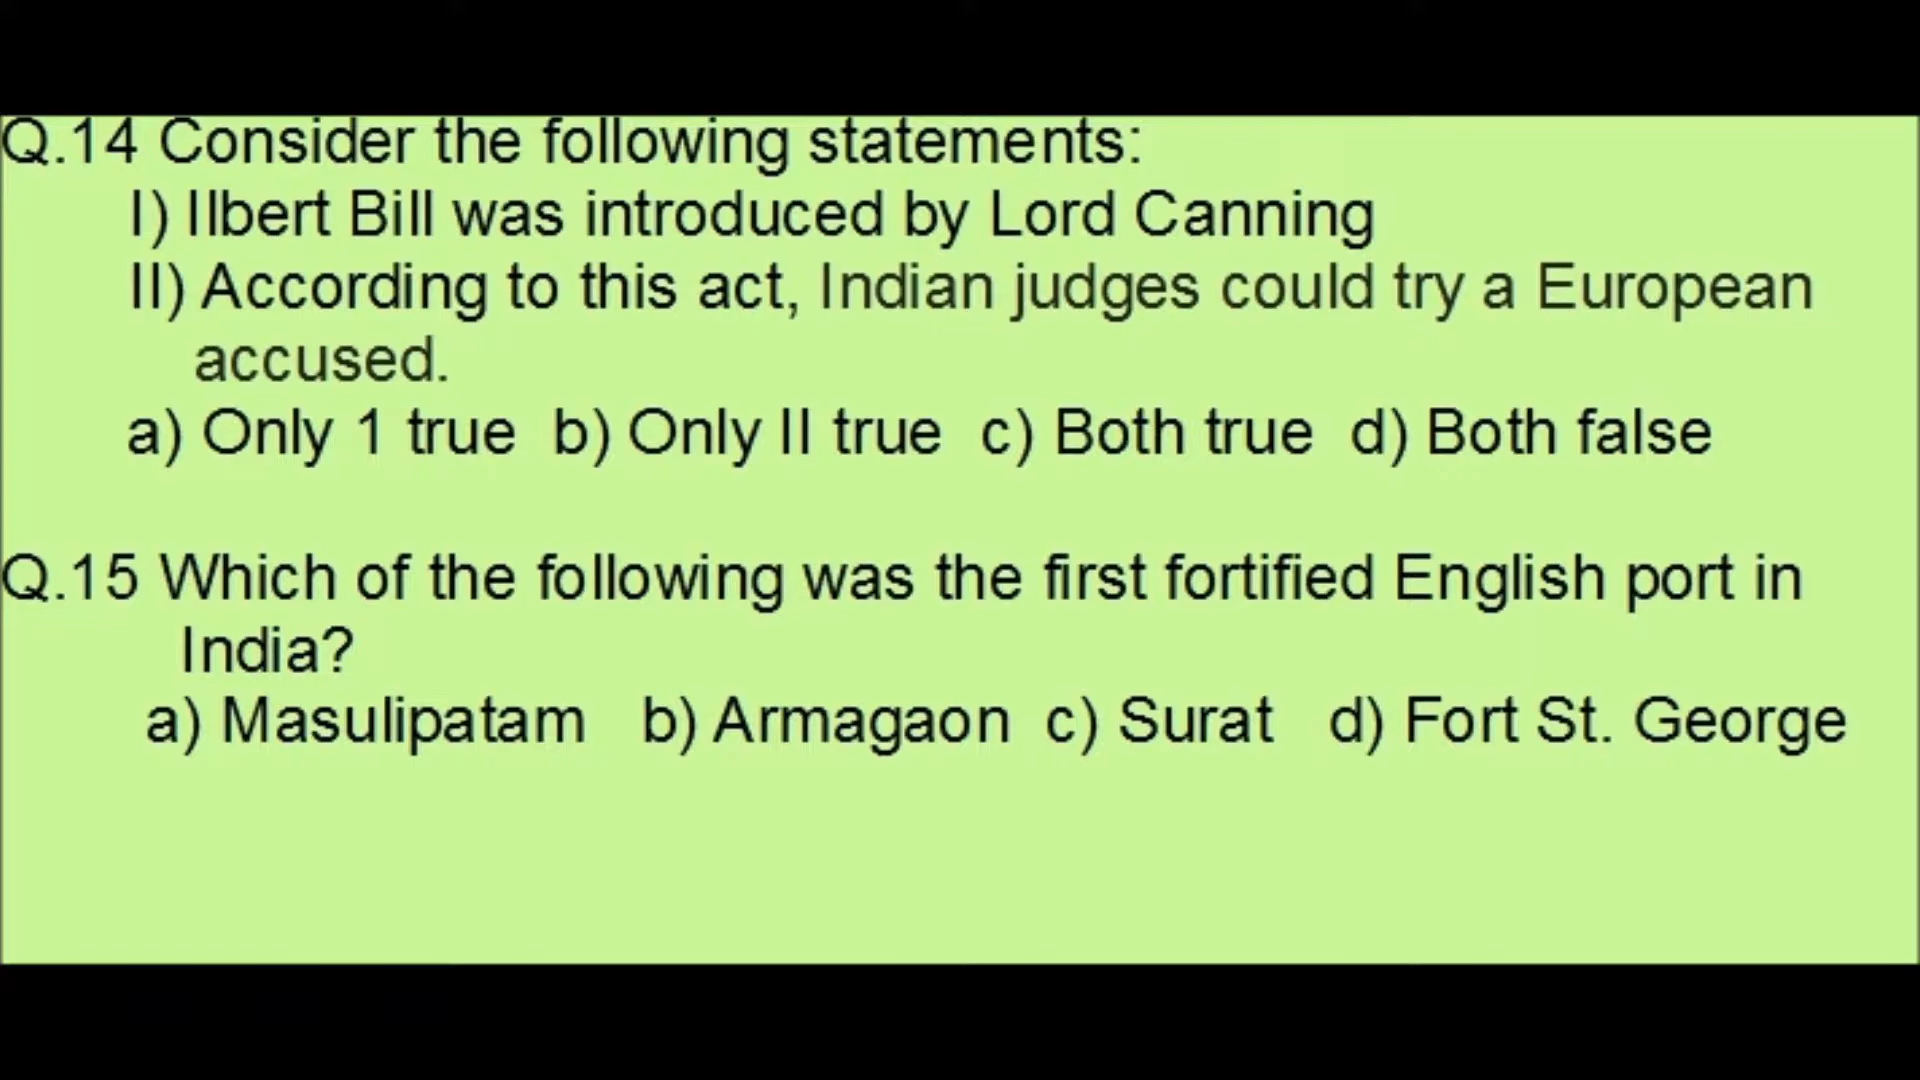 Q.14 Consider the following statements:
I) Ilbert Bill was introduced by Lord Canning
II) According to this act, Indian judges could try a European
accused.
a) Only 1 true b) Only II true c) Both true d) Both false
Q.15 Which of the following was the first fortified English port in
India?
a) Masulipatam b) Armagaon c) Surat d) Fort St. George